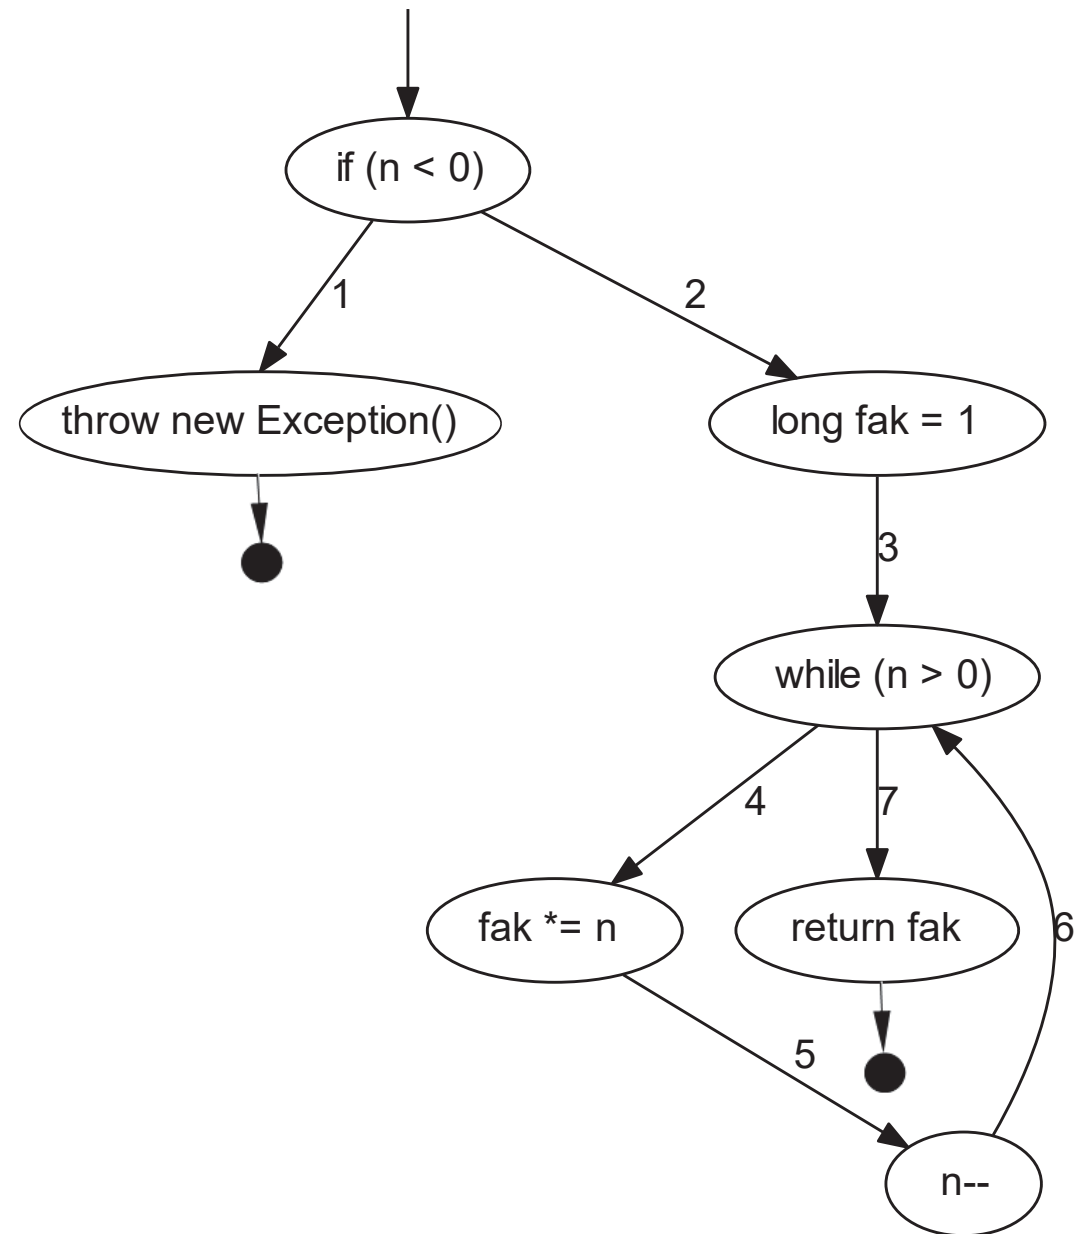 if (n < 0)
1
2
throw new Exception()
long fak = 1
3
while (n > 0)
4
7
fak *= n
return fak
6
5
n--